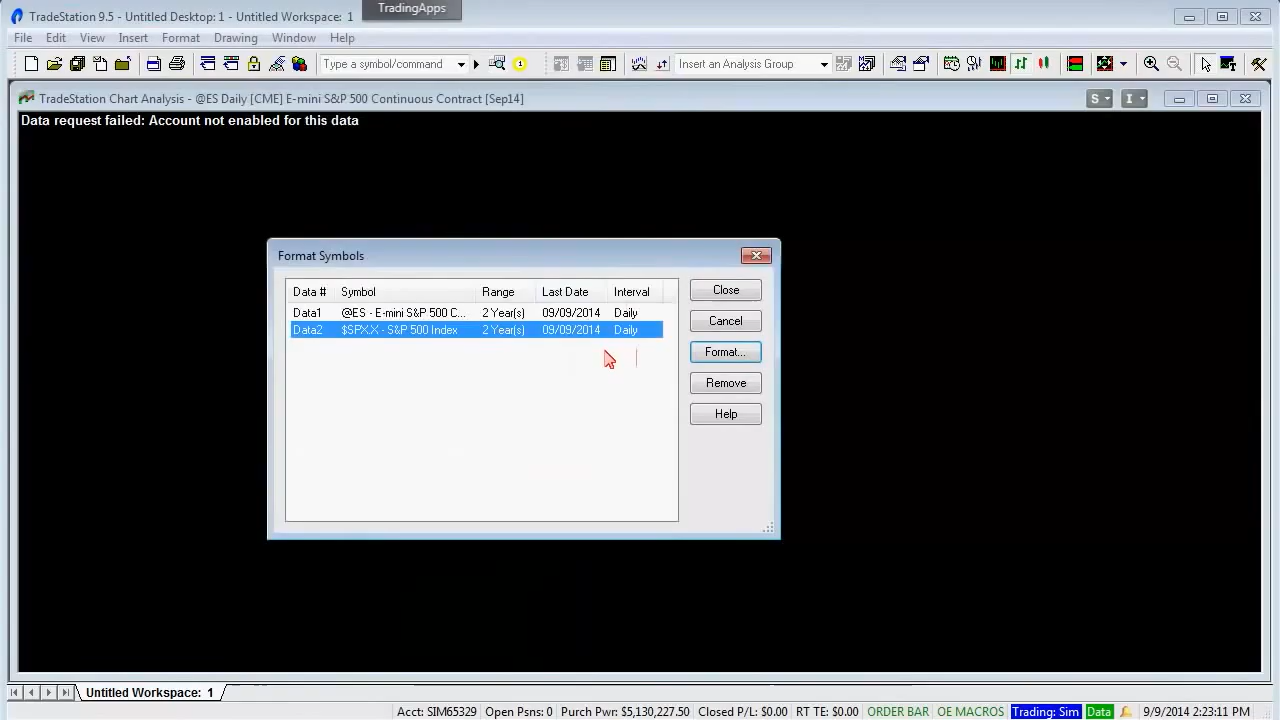 TradeStation 9.5 - Untitled Desktop: 1 - Untitled Workspace: 1
TradingApps
File Edit View Insert Format Drawing Window Help
Type a symbol/command
Insert an Analysis Group
TradeStation Chart Analysis - @ES Daily [CME] E-mini S&P 500 Continuous Contract [Sep14]
S I
Data request failed: Account not enabled for this data
Format Symbols
Data # Symbol Range Last Date Interval
Data1 @ES - E-mini S&P 500 C... 2 Year(s) 09/09/2014 Daily
Data2 $SPX.X - S&P 500 Index 2 Year(s) 09/09/2014 Daily
Close
Cancel
Format...
Remove
Help
Untitled Workspace: 1
Acct: SIM65329 Open Psns: 0 Purch Pwr: $5,130,227.50 Closed P/L: $0.00 RT TE: $0.00 ORDER BAR OE MACROS Trading: Sim Data 9/9/2014 2:23:11 PM